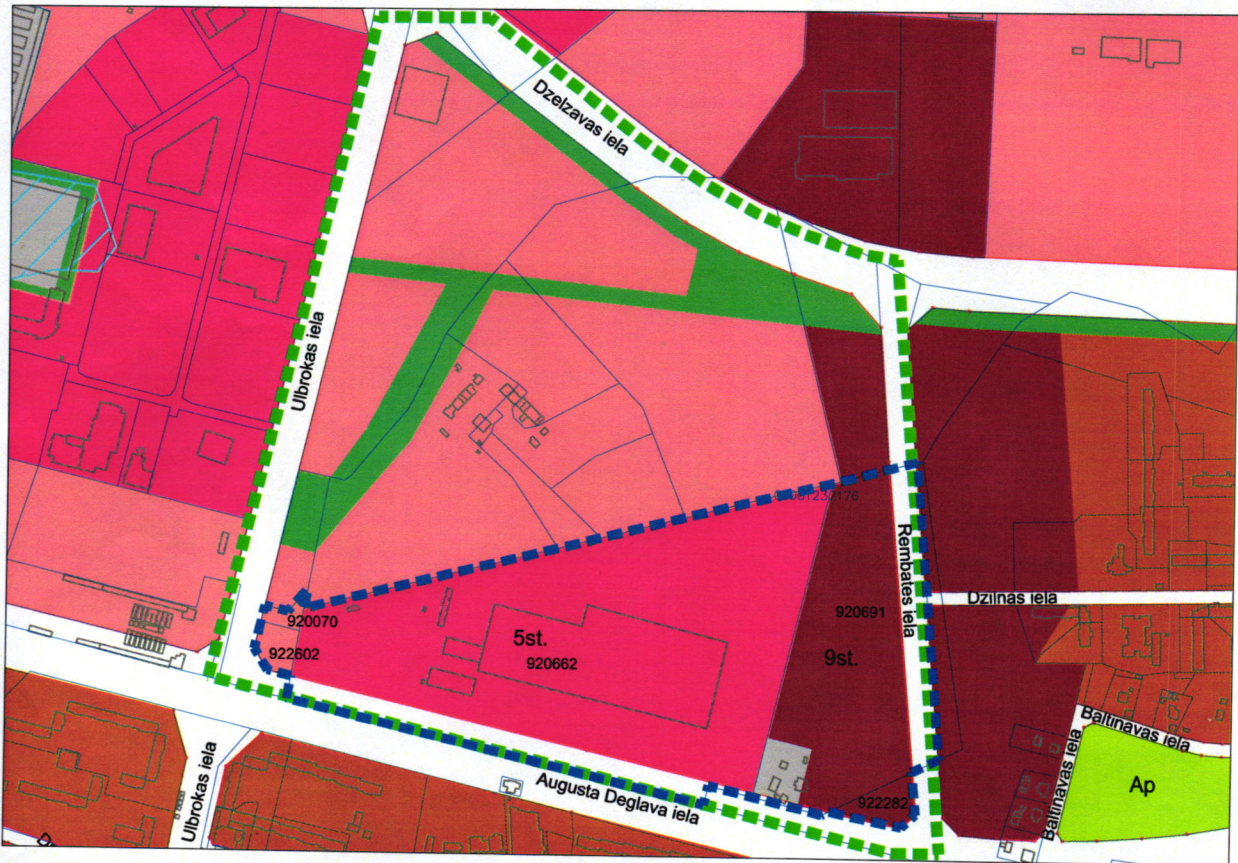 Dzelzavas iela
Ulbrokas iela
Rembates iela
Dzilnas iela
920070
922602
5st.
920662
920691
9st.
922282
Baltinavas iela
Baltinavas iela
Ap
Augusta Deglava iela
Ulbrokas iela